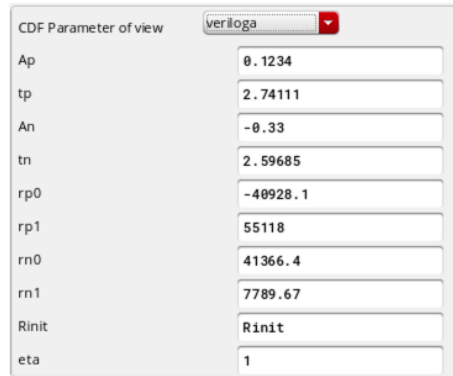 CDF Parameter of view veriloga
Ap 0.1234
tp 2.74111
An -0.33
tn 2.59685
rp0 -40928.1
rp1 55118
rn0 41366.4
rn1 7789.67
Rinit Rinit
eta 1